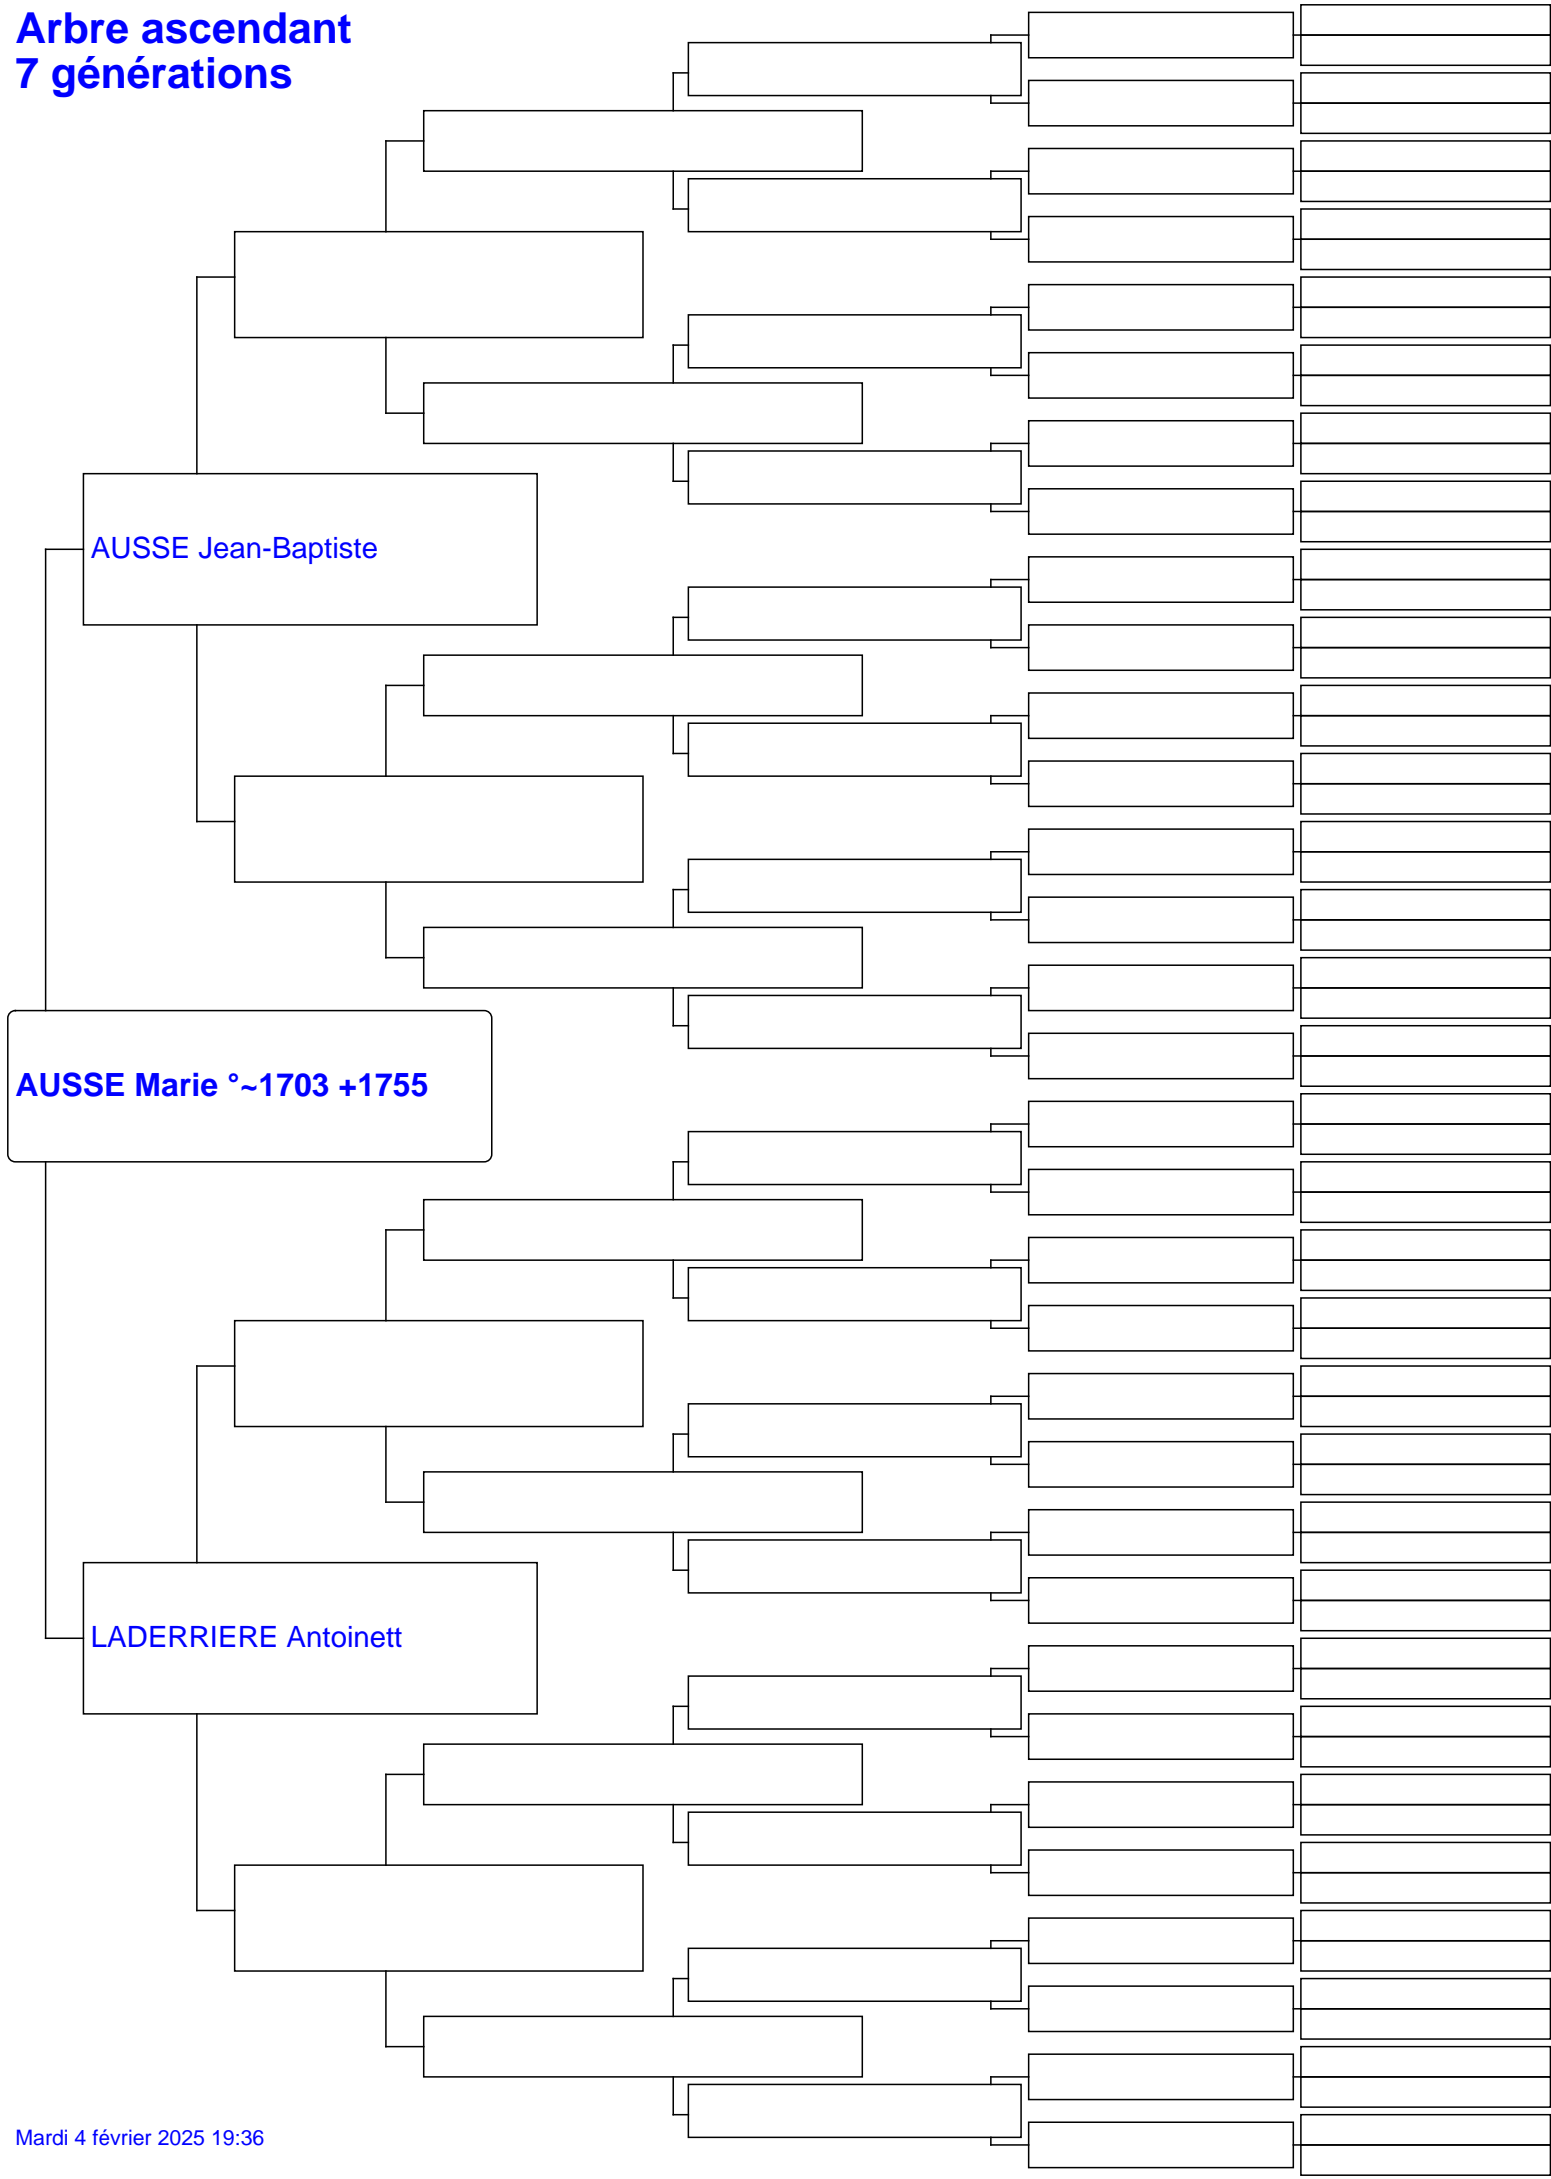 Arbre ascendant
7 générations
AUSSE Jean-Baptiste
AUSSE Marie °~1703 +1755
LADERRIERE Antoinett
Mardi 4 février 2025 19:36